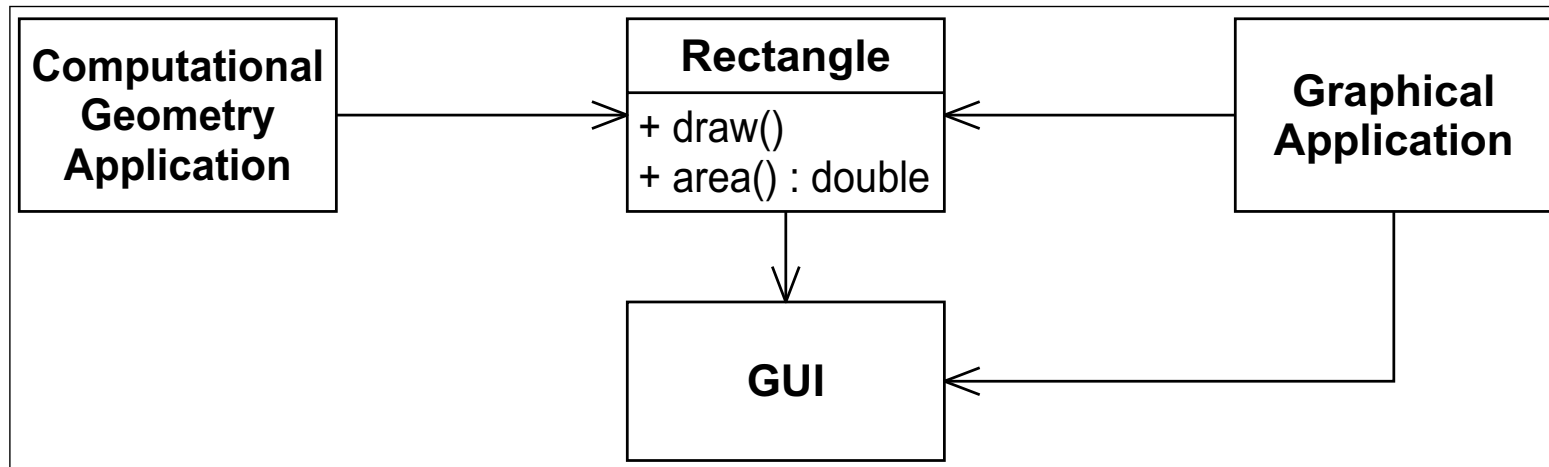 Computational
Geometry
Application
Rectangle
+ draw()
+ area() : double
Graphical
Application
GUI